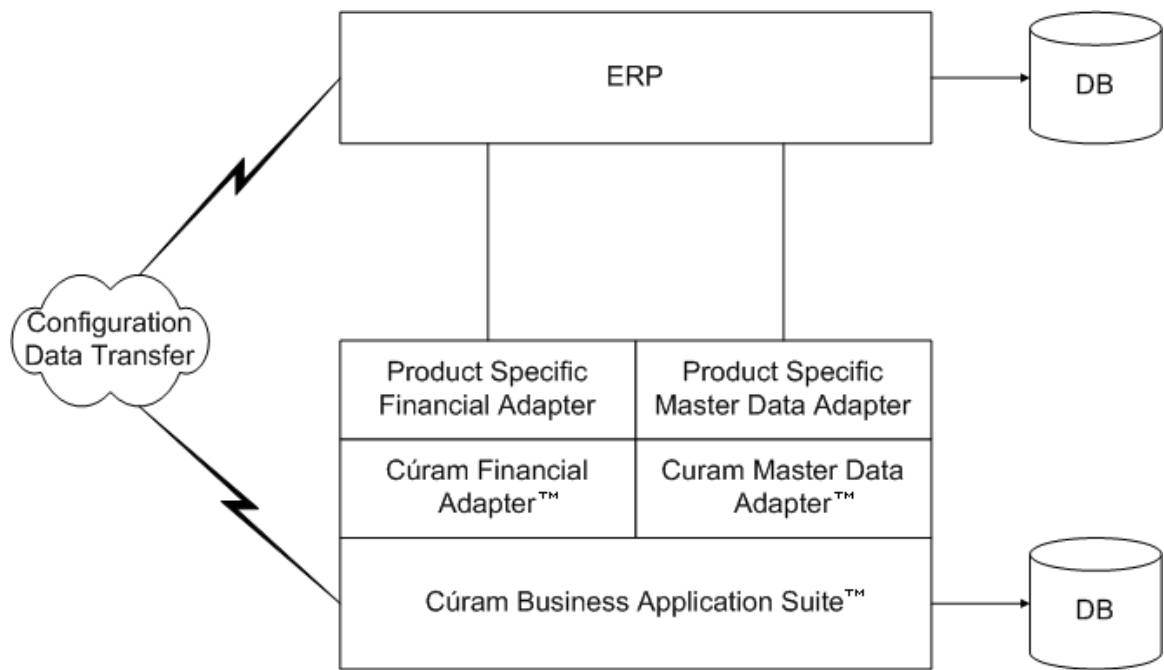 ERP
DB
Configuration
Data Transfer
Product Specific
Financial Adapter
Product Specific
Master Data Adapter
Cúram Financial
Adapter™
Curam Master Data
Adapter™
Cúram Business Application Suite™
DB